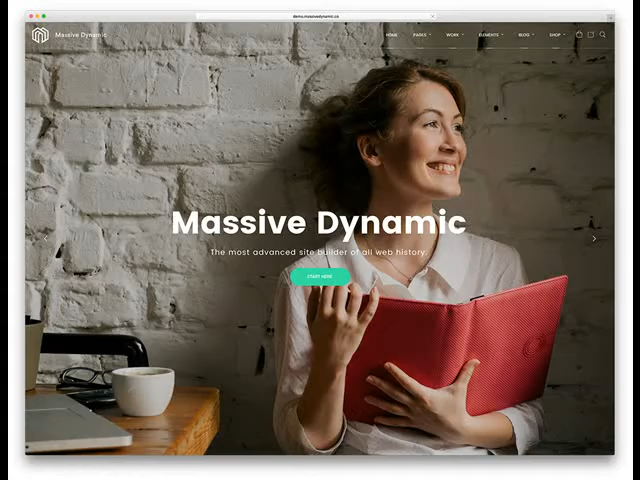 demo.massivedynamic.co
Massive Dynamic
HOME PAGES WORK ELEMENTS BLOG SHOP
Massive Dynamic
The most advanced site builder of all web history.
START HERE